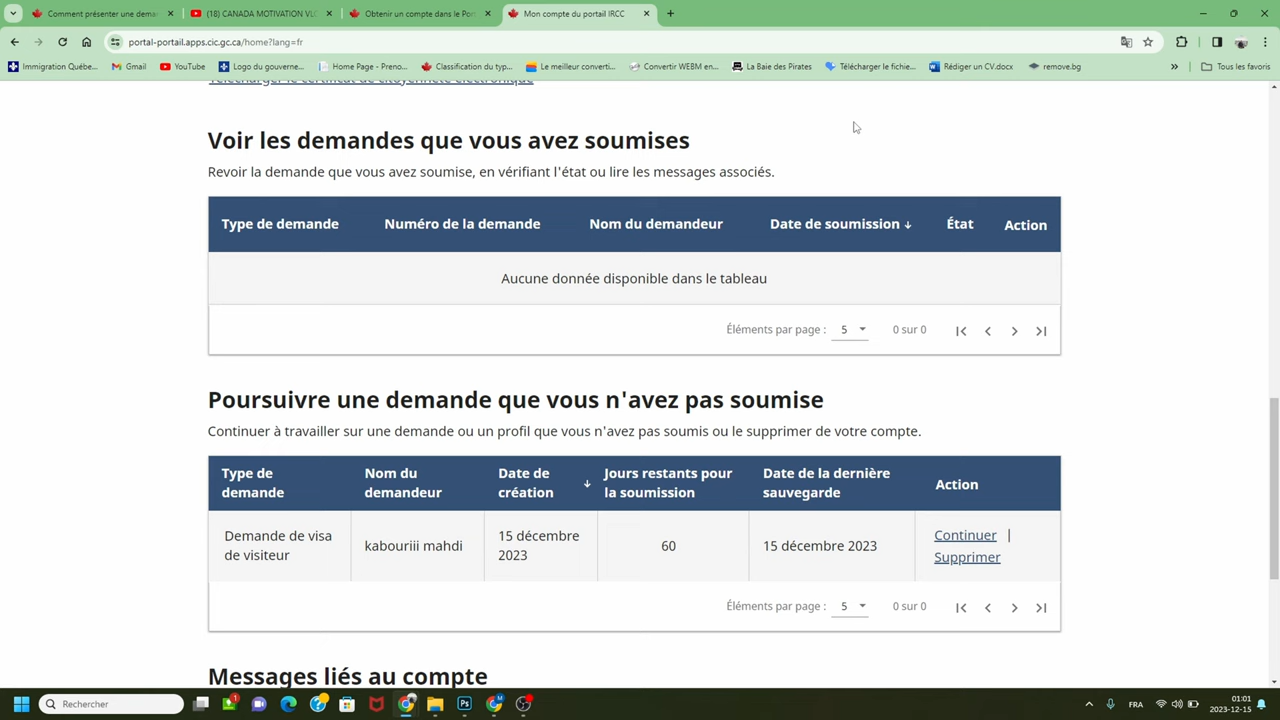 Comment présenter une dema
(18) CANADA MOTIVATION VLO
Obtenir un compte dans le Port
Mon compte du portail IRCC
portal-portail.apps.cic.gc.ca/home?lang=fr
Immigration Québe...
Gmail
YouTube
Logo du gouverne...
Home Page - Preno...
Classification du typ...
Le meilleur converti...
Convertir WEBM en...
La Baie des Pirates
Télécharger le fichie...
Rédiger un CV.docx
remove.bg
»
Tous les favoris
Télécharger le certificat de citoyenneté électronique
Voir les demandes que vous avez soumises
Revoir la demande que vous avez soumise, en vérifiant l'état ou lire les messages associés.
Type de demande Numéro de la demande Nom du demandeur Date de soumission ↓ État Action
Aucune donnée disponible dans le tableau
Éléments par page : 5 0 sur 0
Poursuivre une demande que vous n'avez pas soumise
Continuer à travailler sur une demande ou un profil que vous n'avez pas soumis ou le supprimer de votre compte.
Type de demande
Nom du demandeur
Date de création ↓
Jours restants pour la soumission
Date de la dernière sauvegarde
Action
Demande de visa de visiteur
kabouriii mahdi
15 décembre 2023
60
15 décembre 2023
Continuer |
Supprimer
Éléments par page : 5 0 sur 0
Messages liés au compte
Rechercher
FRA
01:01
2023-12-15